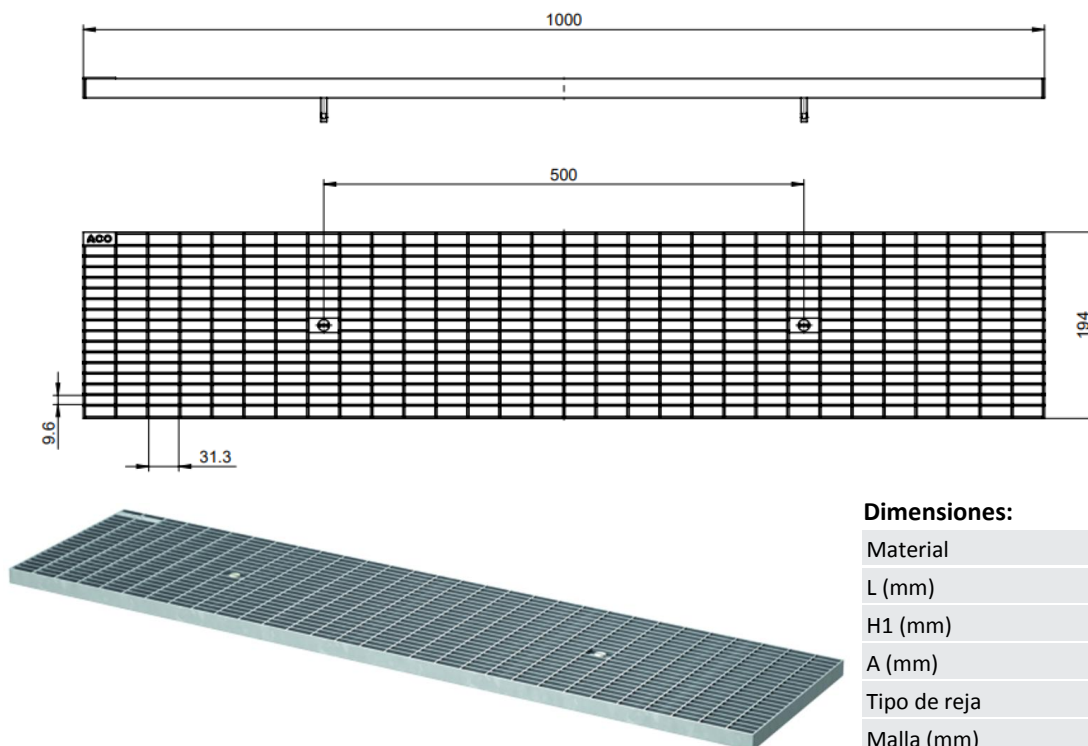 1000
500
ACO
194
9.6
31.3
Dimensiones:
Material
L (mm)
H1 (mm)
A (mm)
Tipo de reja
Malla (mm)